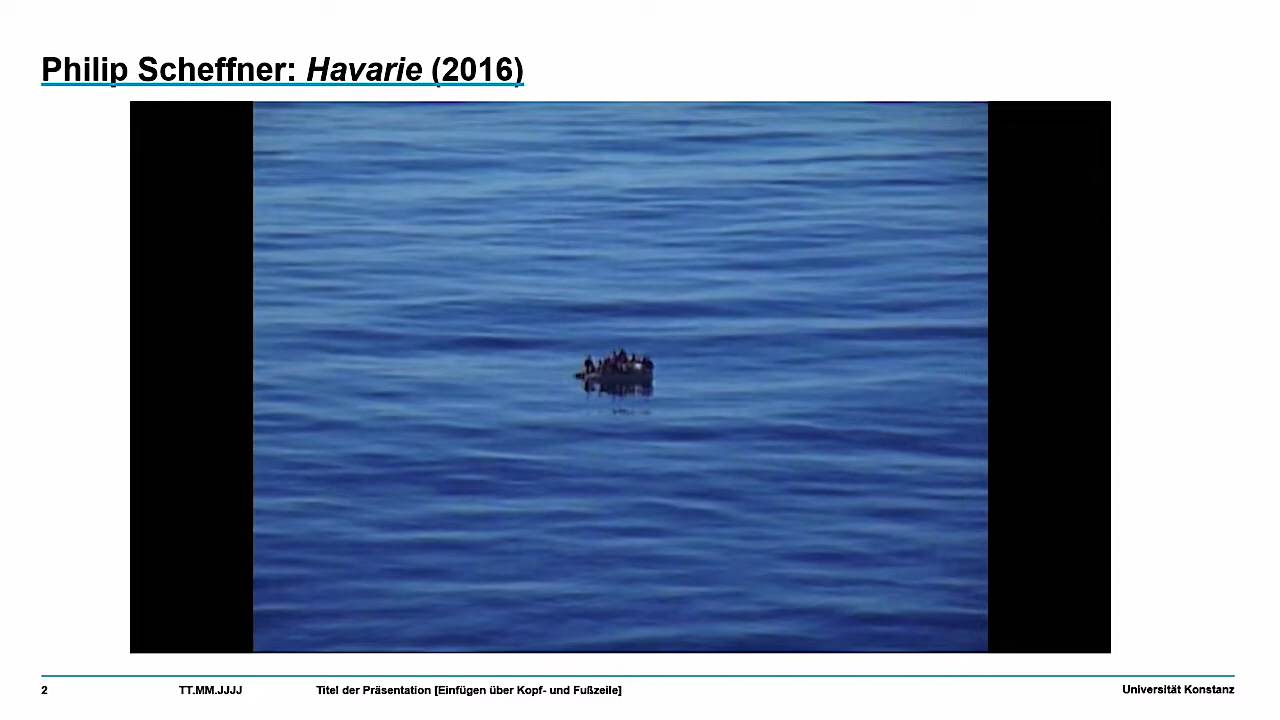 Philip Scheffner: Havarie (2016)
2 TT.MM.JJJJ Titel der Präsentation [Einfügen über Kopf- und Fußzeile] Universität Konstanz